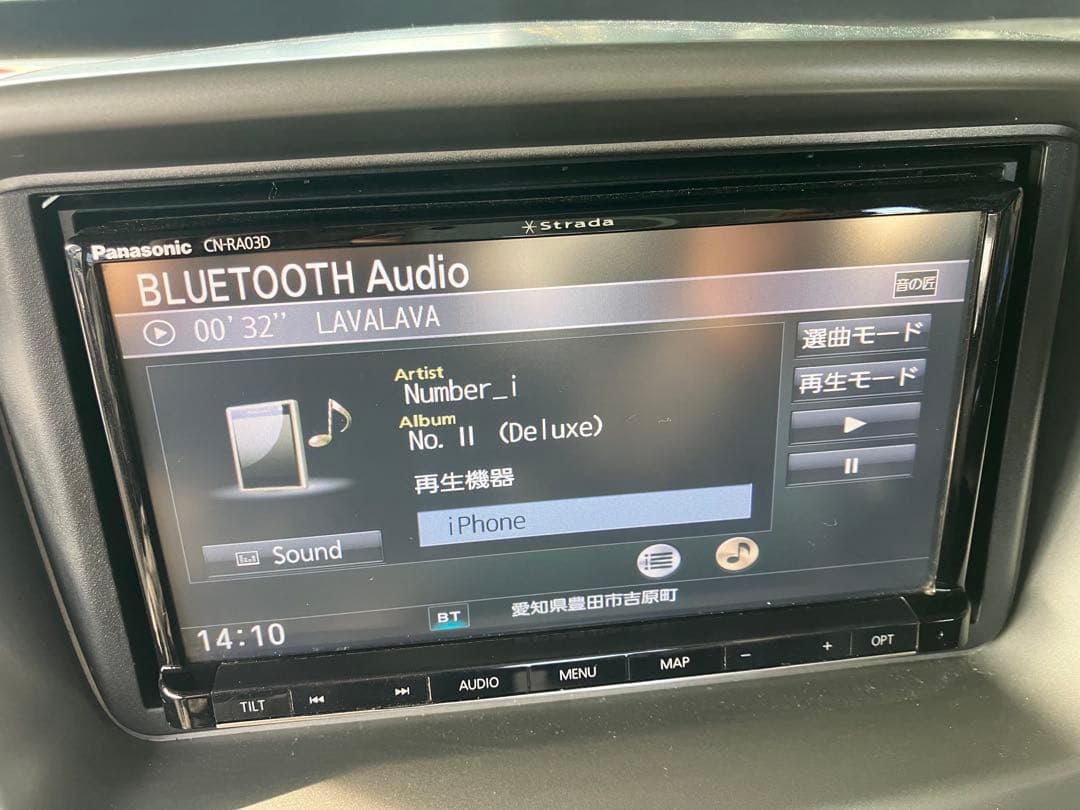 Strada
Panasonic CN-RA03D
BLUETOOTH Audio
音の匠
00'32" LAVALAVA
選曲モード
再生モード
Artist
Number_i
Album
No. II (Deluxe)
再生機器
iPhone
Sound
BT
愛知県豊田市吉原町
14:10
TILT
AUDIO
MENU
MAP
−
+
OPT